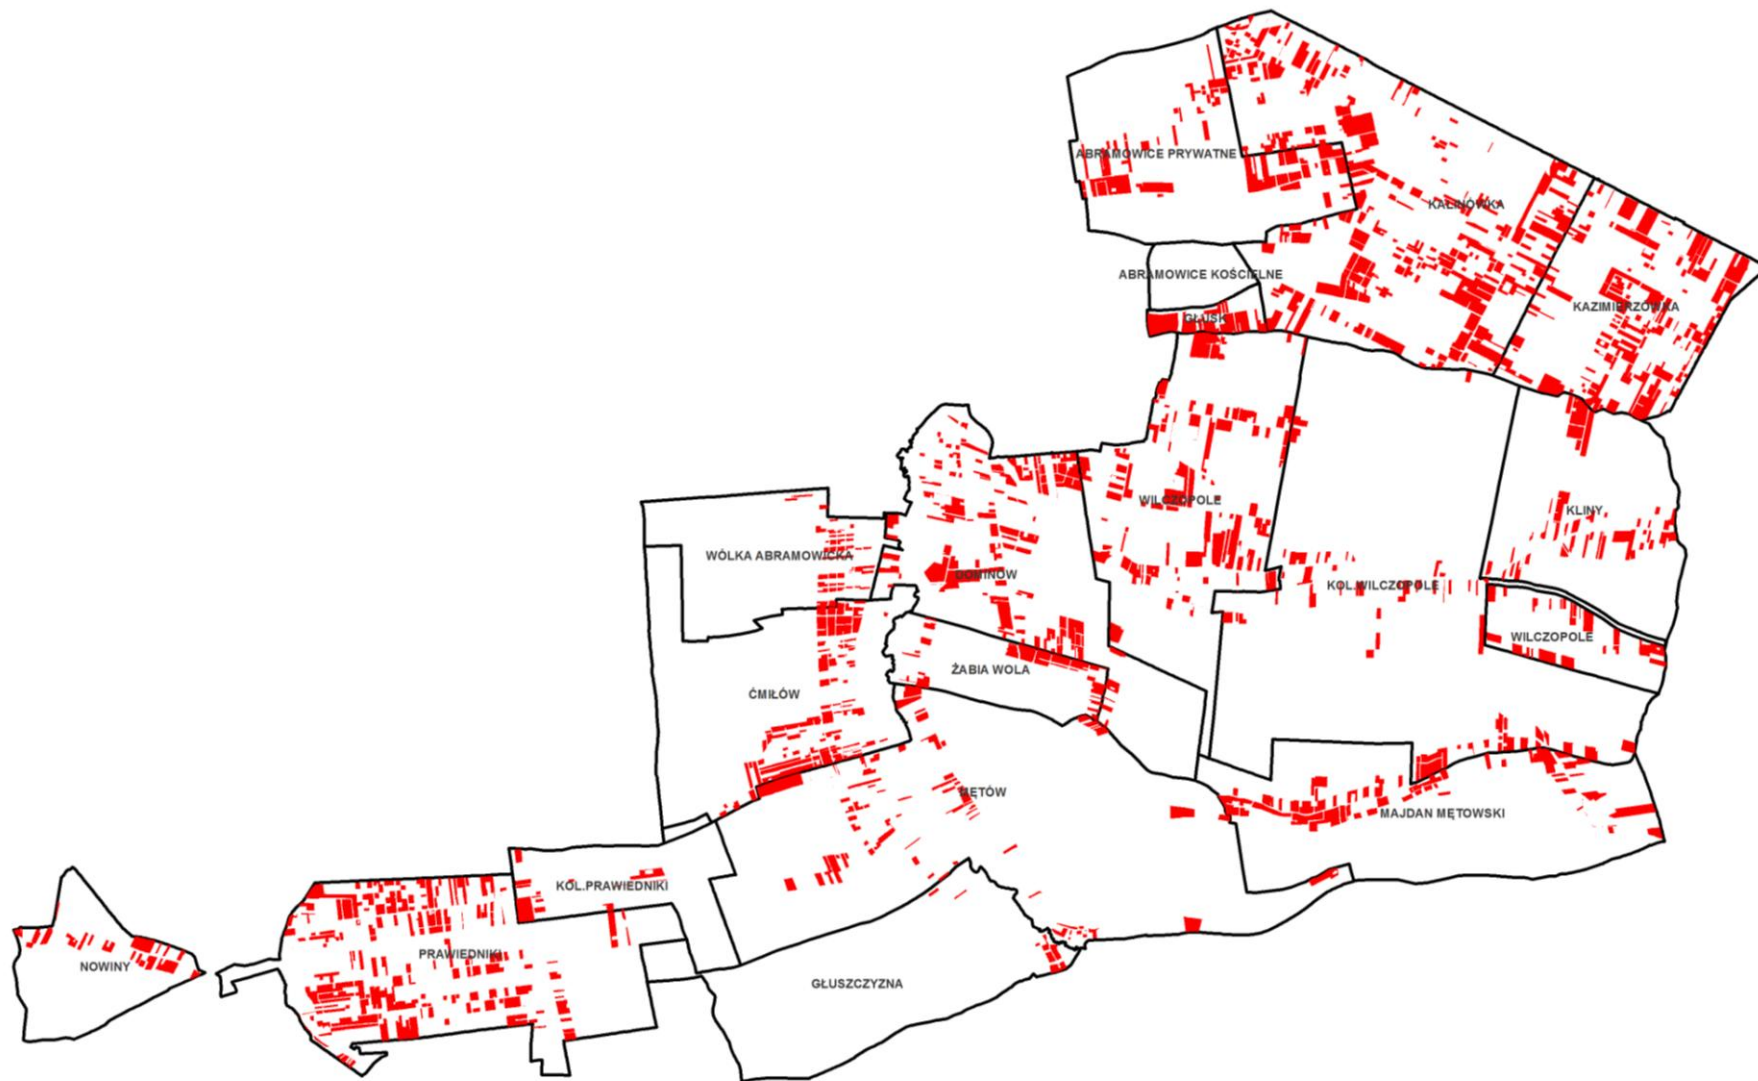 ABRAMOWICE PRYWATNE
KALINÓWKA
ABRAMOWICE KOŚCIELNE
KAZIMIERZÓWKA
GŁUSK
WILCZOPOLE
KLINY
WÓLKA ABRAMOWICKA
DOMINÓW
KOL.WILCZOPOLE
WILCZOPOLE
ŻABIA WOLA
ĆMIŁÓW
MĘTÓW
MAJDAN MĘTOWSKI
KOL.PRAWIEDNIKI
PRAWIEDNIKI
NOWINY
GŁUSZCZYZNA